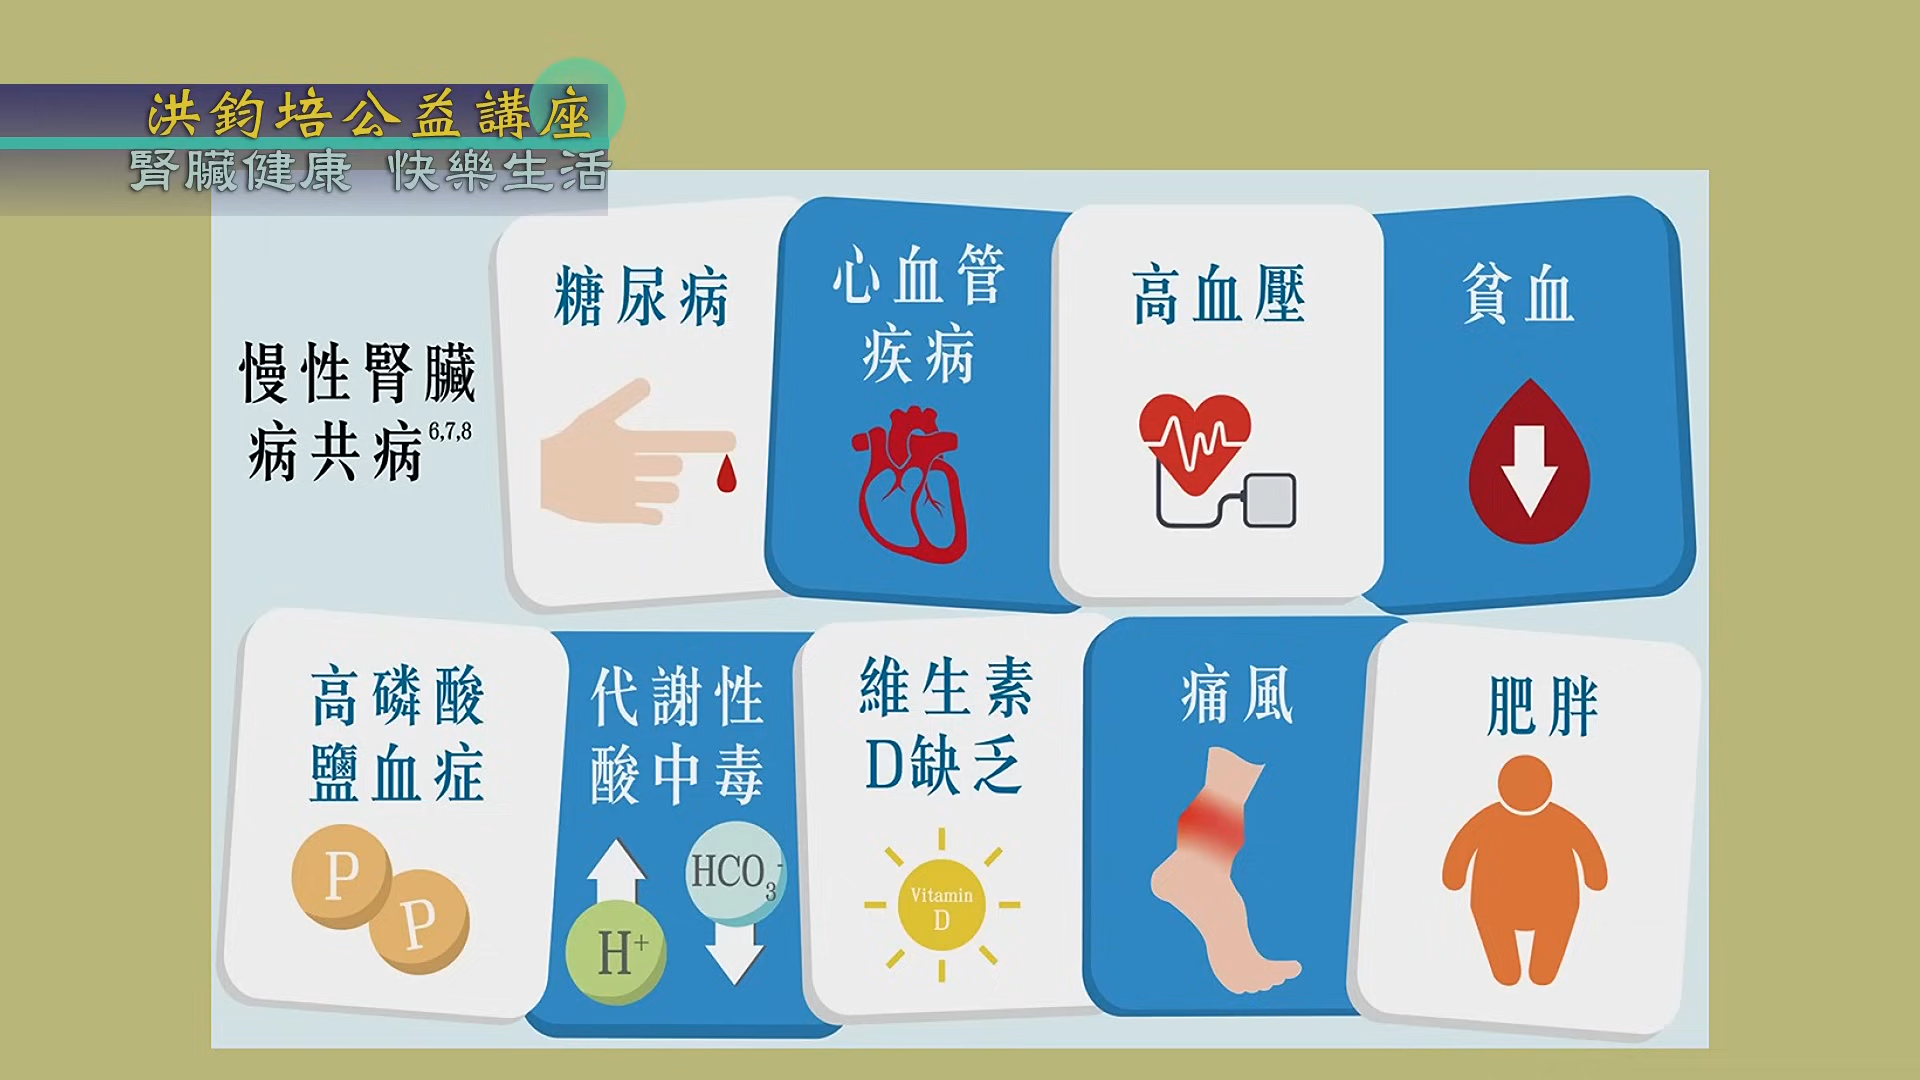 洪鈞培公益講座
腎臟健康 快樂生活
慢性腎臟
病共病6,7,8
糖尿病
心血管
疾病
高血壓
貧血
高磷酸
鹽血症
P
P
代謝性
酸中毒
H+
HCO3-
維生素
D缺乏
Vitamin
D
痛風
肥胖